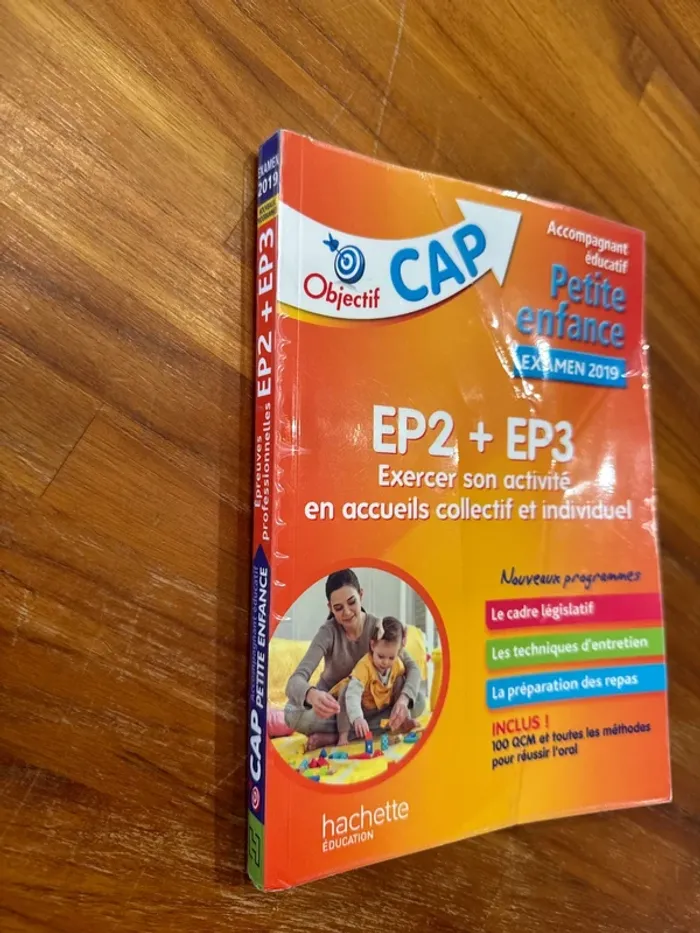 Objectif CAP
Accompagnant
éducatif
Petite
enfance
EXAMEN 2019
EP2 + EP3
Exercer son activité
en accueils collectif et individuel
Nouveaux programmes
Le cadre législatif
Les techniques d'entretien
La préparation des repas
INCLUS !
100 QCM et toutes les méthodes
pour réussir l'oral
hachette
ÉDUCATION
EXAMEN
2019
Épreuves
professionnelles EP2 + EP3
CAP
Accompagnant éducatif
PETITE ENFANCE